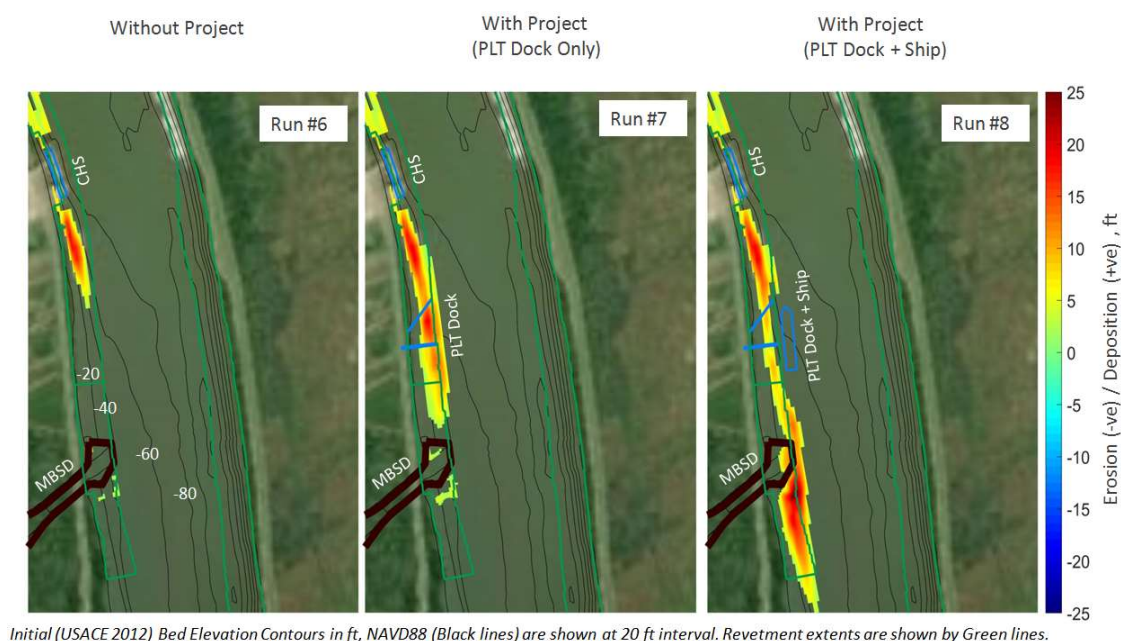 Without Project
With Project
(PLT Dock Only)
With Project
(PLT Dock + Ship)
Run #6
CHS
-20
-40
-60
-80
MBSD
Run #7
CHS
PLT Dock
MBSD
Run #8
CHS
PLT Dock + Ship
MBSD
25
20
15
10
5
0
-5
-10
-15
-20
-25
Erosion (-ve) / Deposition (+ve) , ft
Initial (USACE 2012) Bed Elevation Contours in ft, NAVD88 (Black lines) are shown at 20 ft interval. Revetment extents are shown by Green lines.